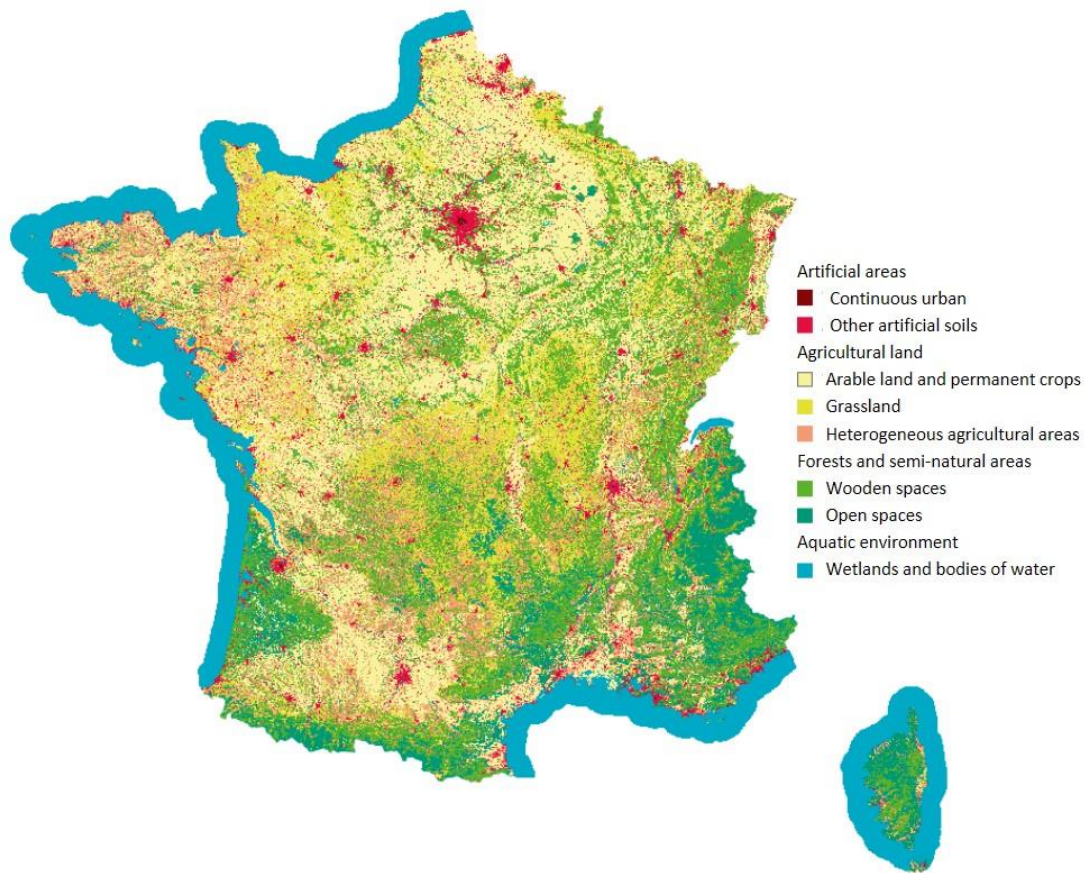 Artificial areas
Continuous urban
Other artificial soils
Agricultural land
Arable land and permanent crops
Grassland
Heterogeneous agricultural areas
Forests and semi-natural areas
Wooden spaces
Open spaces
Aquatic environment
Wetlands and bodies of water